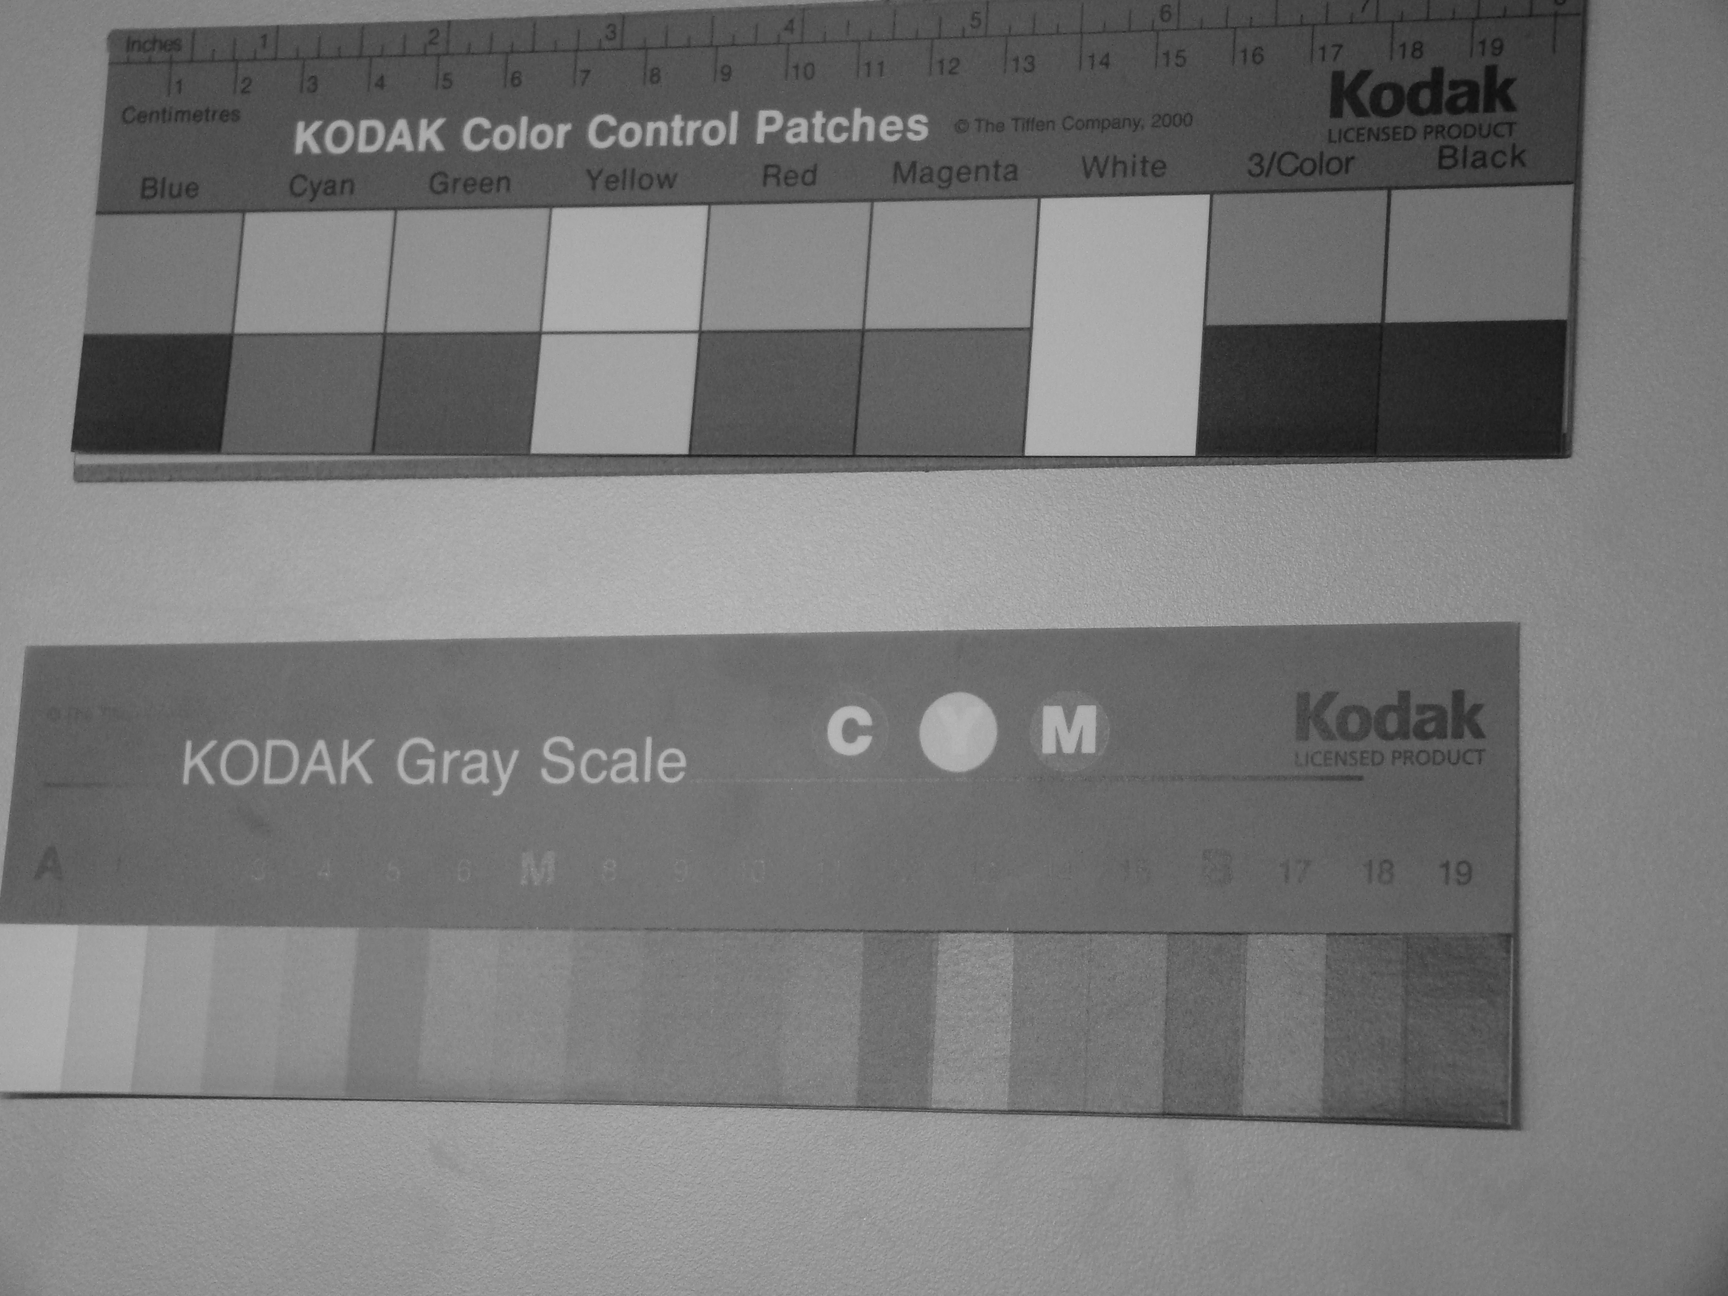 Inches 1 2 3 4 5 6 7 8
1 2 3 4 5 6 7 8 9 10 11 12 13 14 15 16 17 18 19
Centimetres
KODAK Color Control Patches © The Tiffen Company, 2000
Kodak
LICENSED PRODUCT
Blue Cyan Green Yellow Red Magenta White 3/Color Black
© The Tiffen
KODAK Gray Scale
C Y M
Kodak
LICENSED PRODUCT
A 3 4 5 6 M 8 9 10 11 13 14 15 B 17 18 19